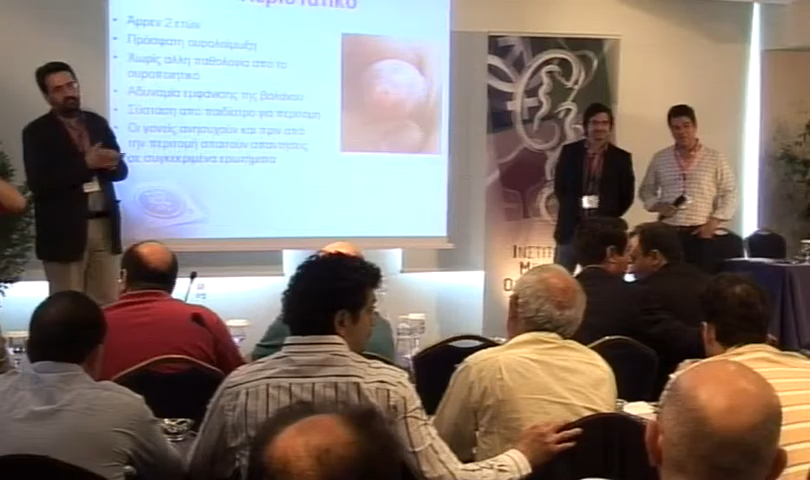 Περιστατικό
Άρρεν 2 ετών
Πρόσφατη ουρολοίμωξη
Χωρίς άλλη παθολογία από το
ουροποιητικό
Αδυναμία εμφάνισης της βαλάνου
Σύσταση από παιδίατρο για περιτομή
Οι γονείς ανησυχούν και πριν από
την περιτομή απαιτούν απαντήσεις
σε συγκεκριμένα ερωτήματα